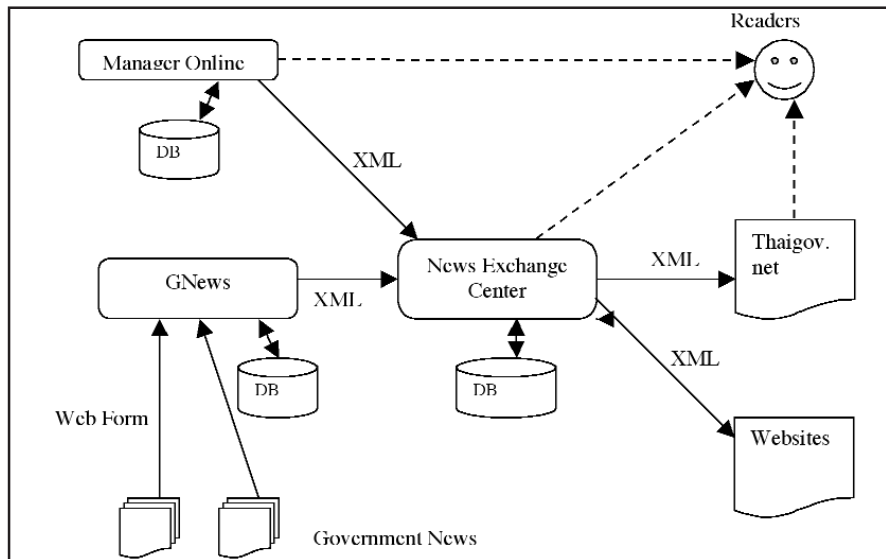 Readers
Manager Online
DB
XML
News Exchange
Center
Thaigov.
net
XML
GNews
XML
DB
DB
XML
Web Form
Websites
Government News